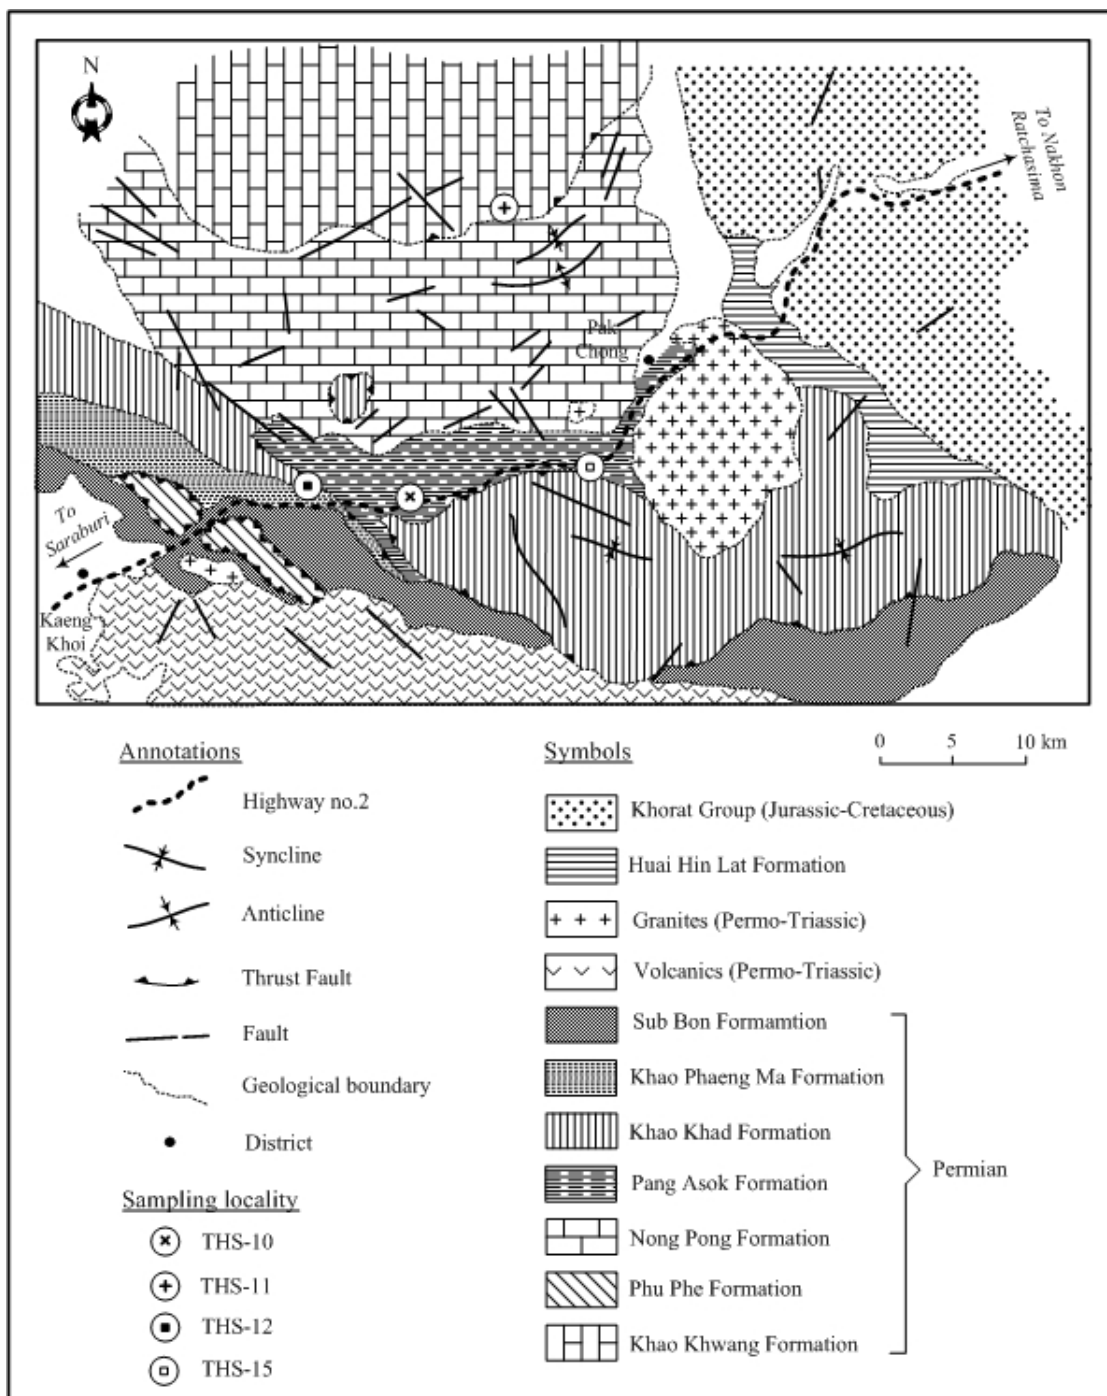 N
To Nakhon
Ratchasima
Pak
Chong
To
Saraburi
Kaeng
Khoi
Annotations
Highway no.2
Syncline
Anticline
Thrust Fault
Fault
Geological boundary
District
Sampling locality
THS-10
THS-11
THS-12
THS-15
Symbols
0 5 10 km
Khorat Group (Jurassic-Cretaceous)
Huai Hin Lat Formation
Granites (Permo-Triassic)
Volcanics (Permo-Triassic)
Sub Bon Formamtion
Khao Phaeng Ma Formation
Khao Khad Formation
Pang Asok Formation
Nong Pong Formation
Phu Phe Formation
Khao Khwang Formation
Permian